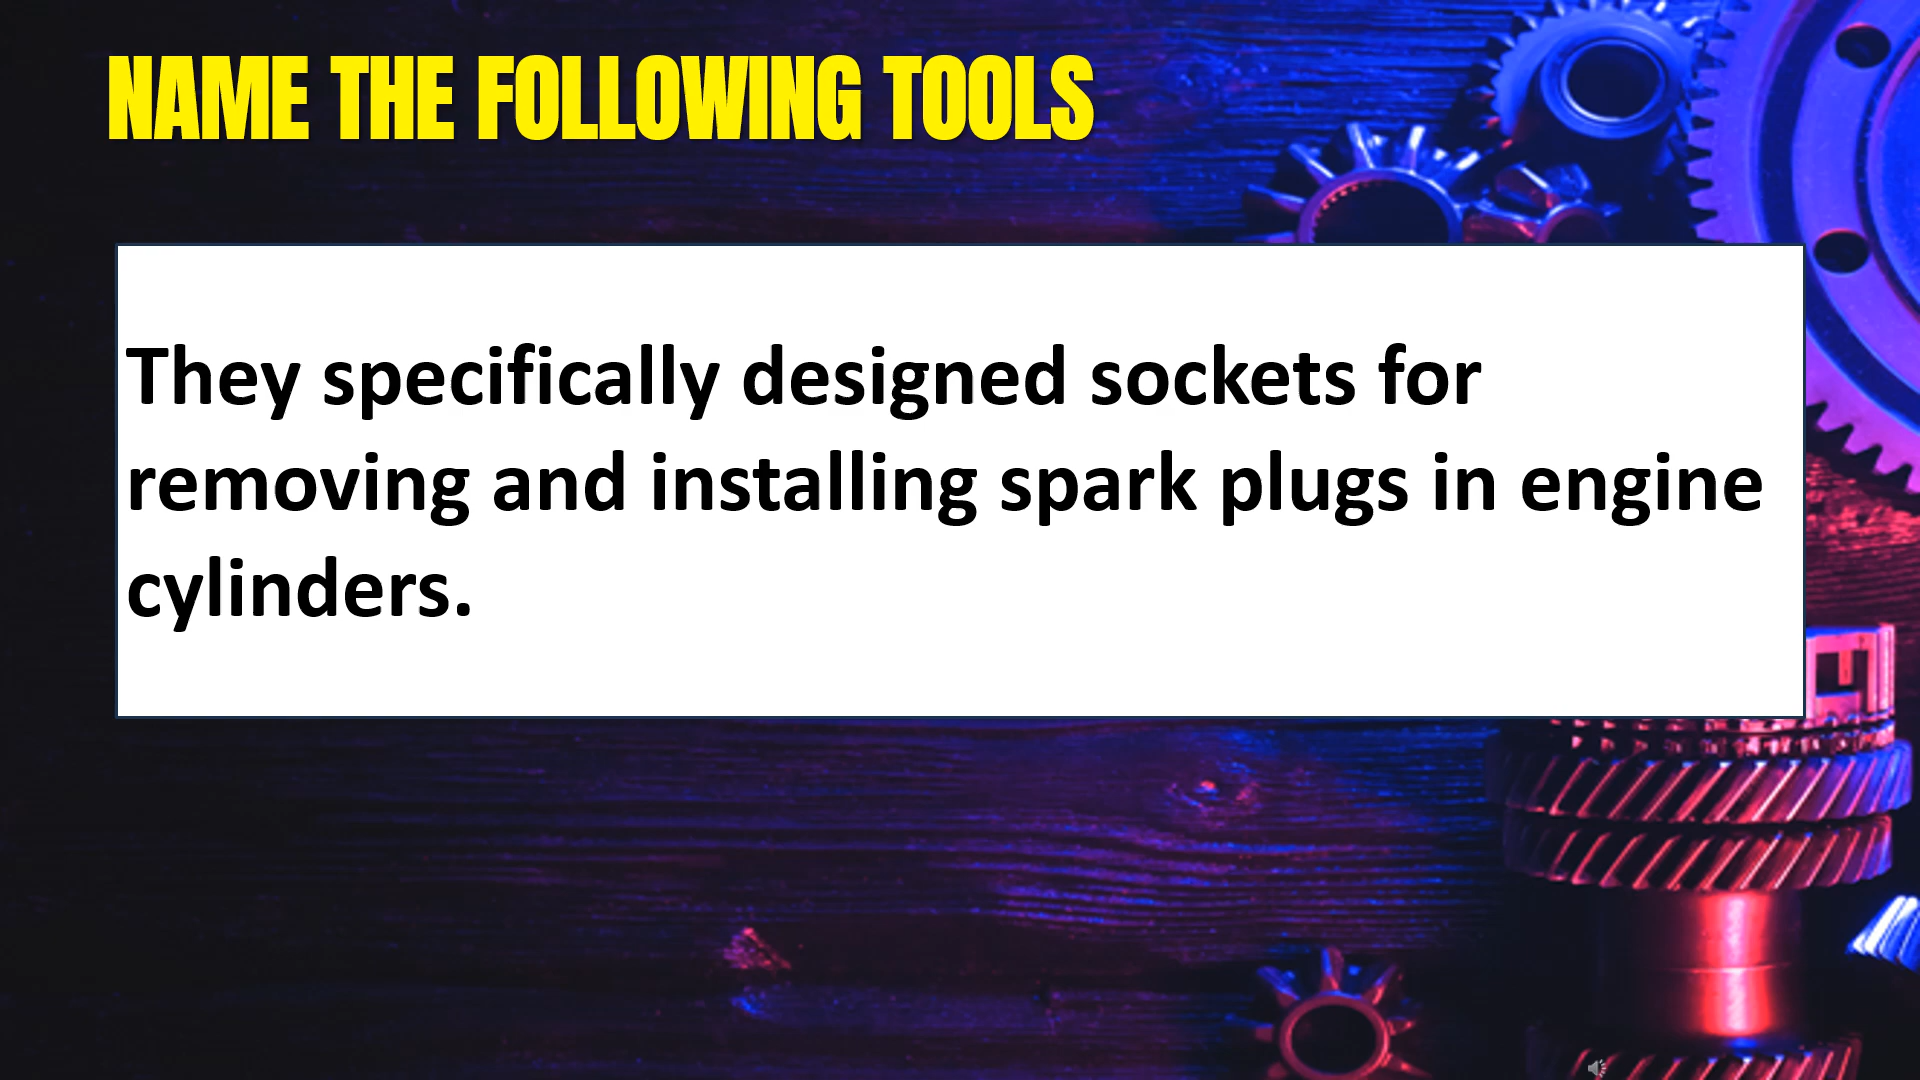 NAME THE FOLLOWING TOOLS
They specifically designed sockets for
removing and installing spark plugs in engine
cylinders.